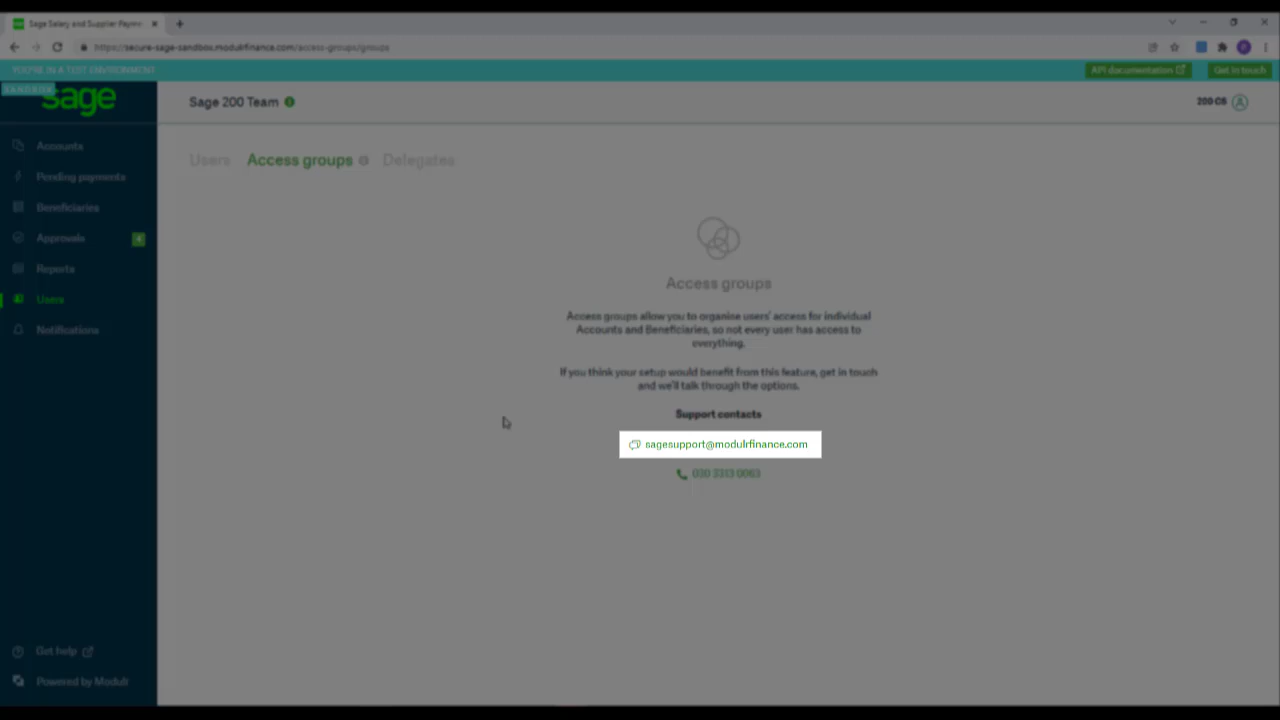 Sage Salary and Supplier Payme
https://secure-sage-sandbox.modulrfinance.com/access-groups/groups
YOU'RE IN A TEST ENVIRONMENT
API documentation
Get in touch
sage
Sage 200 Team
200 CS
Accounts
Pending payments
Beneficiaries
Approvals
4
Reports
Users
Notifications
Users
Access groups
Delegates
Access groups
Access groups allow you to organise users' access for individual
Accounts and Beneficiaries, so not every user has access to
everything.
If you think your setup would benefit from this feature, get in touch
and we'll talk through the options.
Support contacts
sagesupport@modulrfinance.com
030 3313 0063
Get help
Powered by Modulr